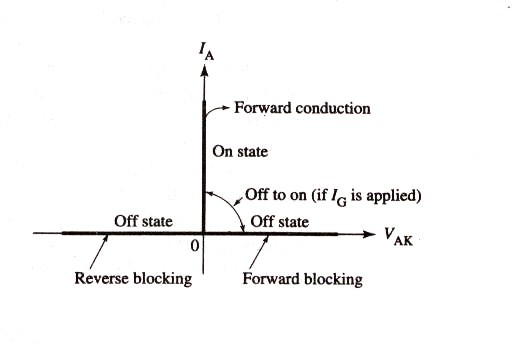 I_A
Forward conduction
On state
Off to on (if I_G is applied)
Off state
Off state
0
V_AK
Reverse blocking
Forward blocking